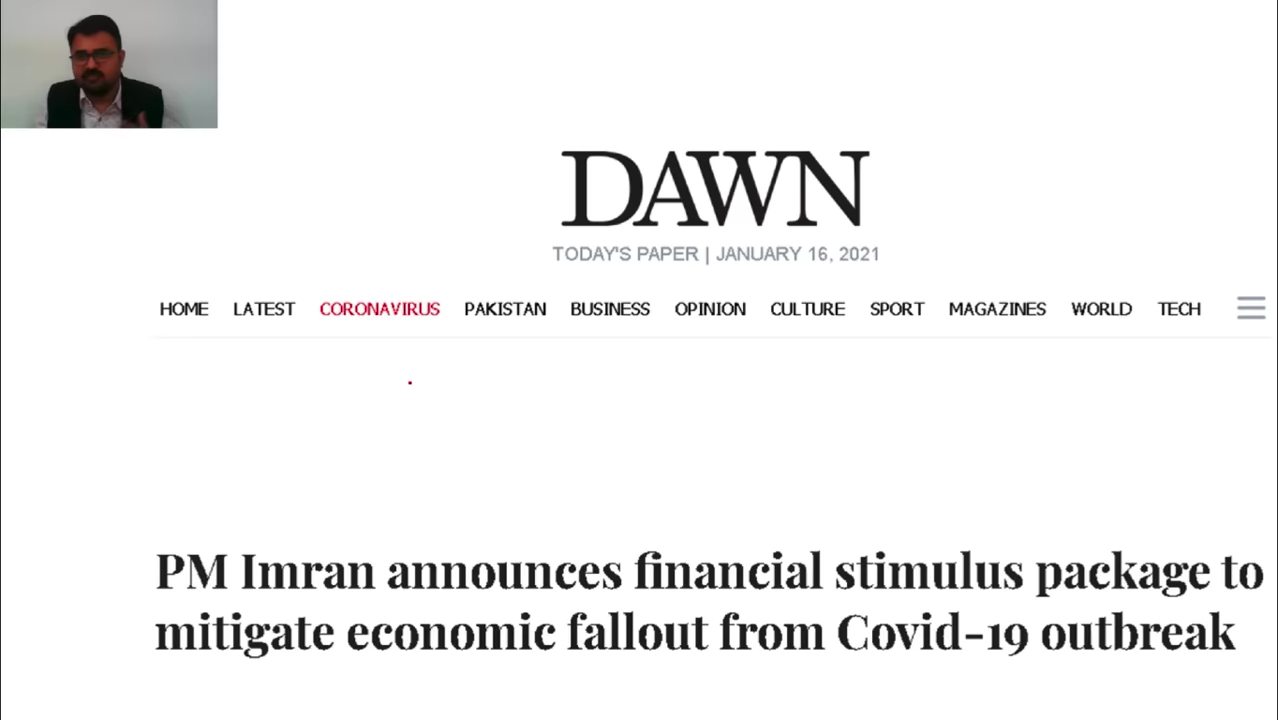 DAWN
TODAY'S PAPER | JANUARY 16, 2021
HOME LATEST CORONAVIRUS PAKISTAN BUSINESS OPINION CULTURE SPORT MAGAZINES WORLD TECH
PM Imran announces financial stimulus package to
mitigate economic fallout from Covid-19 outbreak